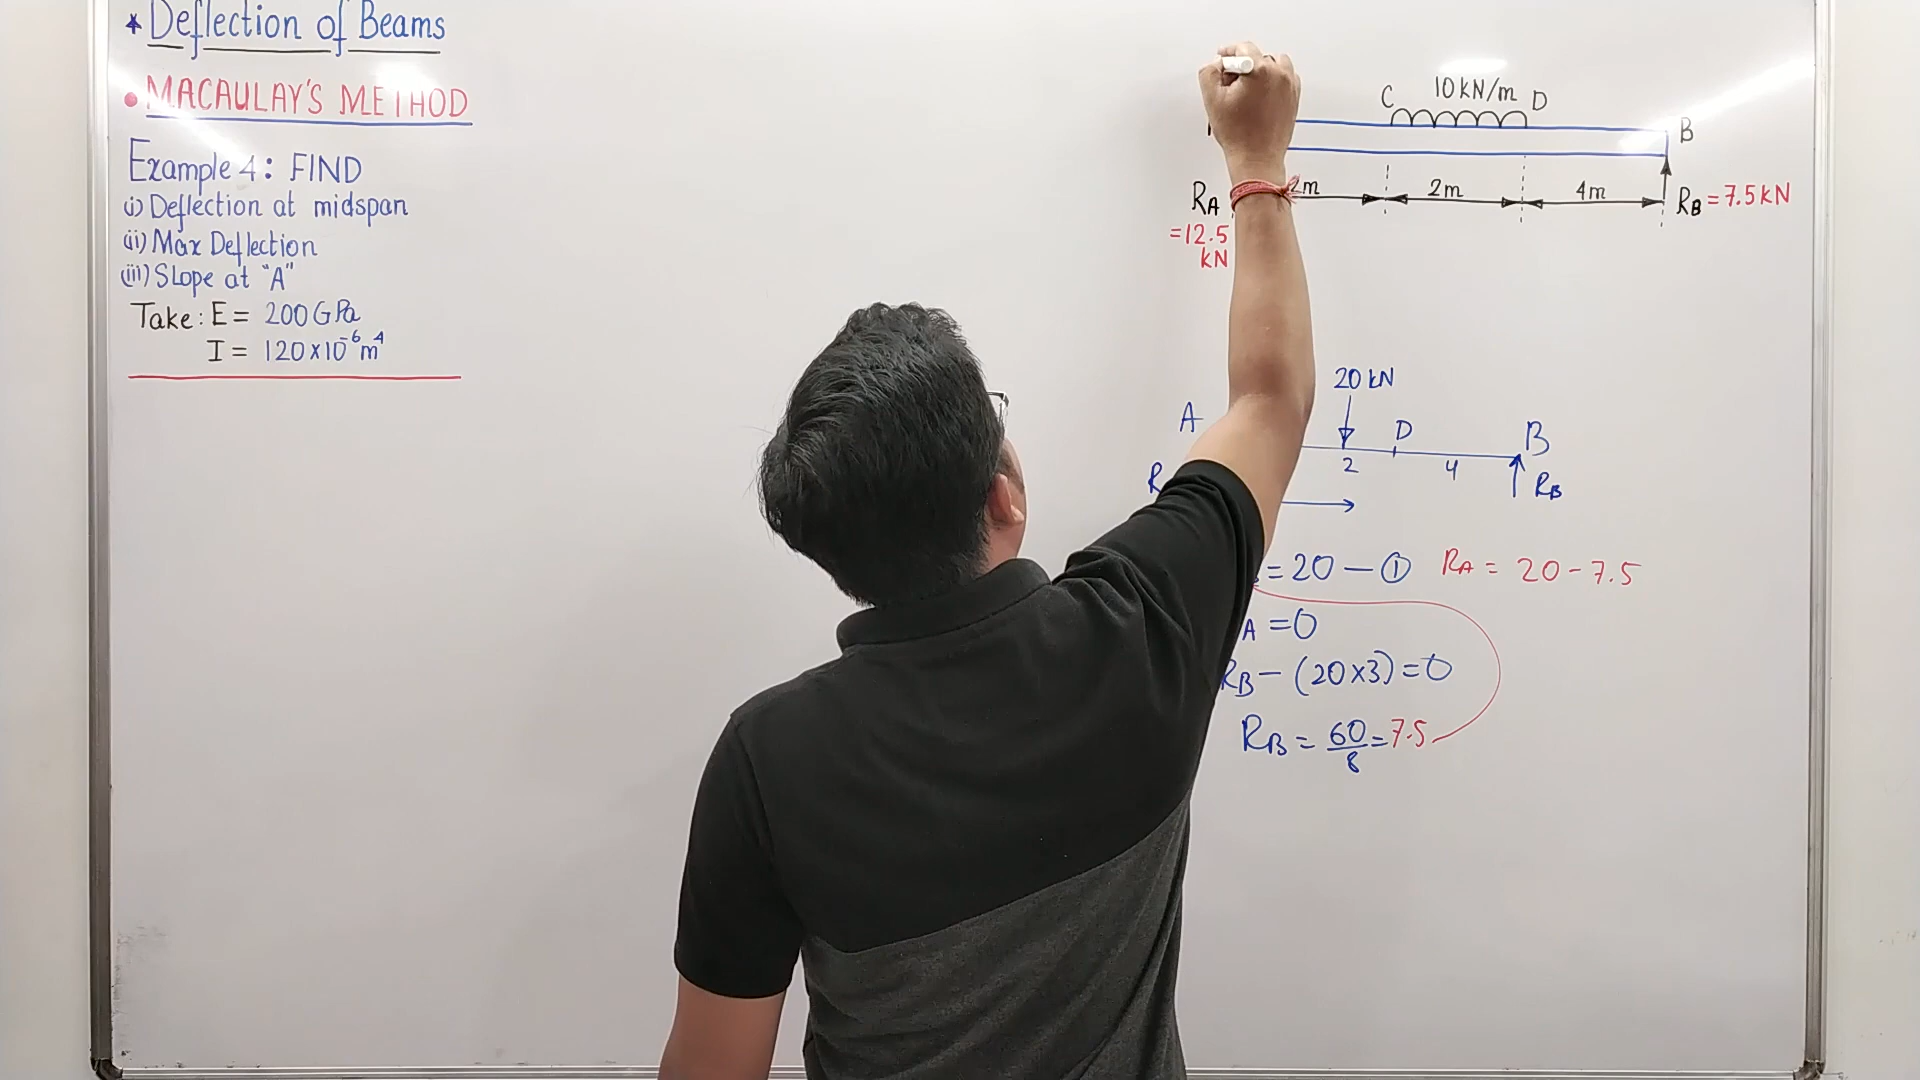 * Deflection of Beams
• MACAULAY'S METHOD
Example 4: FIND
(i) Deflection at midspan
(ii) Max Deflection
(iii) Slope at "A"
Take: E = 200 GPa
I = 120×10⁻⁶ m⁴
C 10 kN/m D
B
2m 2m 4m
RA
=12.5
kN
RB = 7.5 kN
20 kN
A D B
2 4
R RB
=20 — ① RA = 20 - 7.5
A =0
RB - (20×3) = 0
RB = 60/8 = 7.5